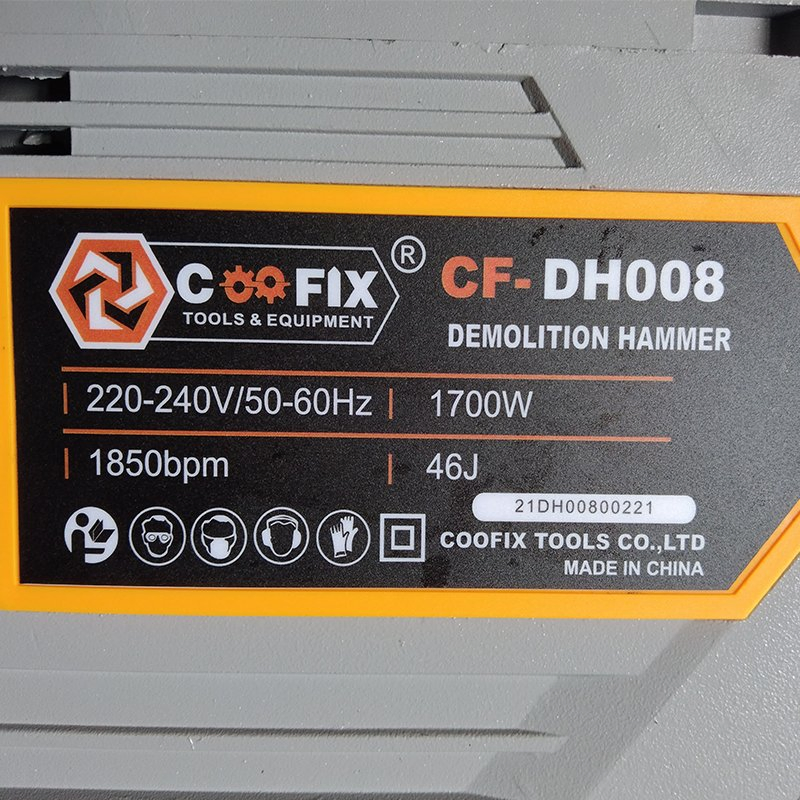 COOFIX ®
TOOLS & EQUIPMENT
CF-DH008
DEMOLITION HAMMER
220-240V/50-60Hz | 1700W
1850bpm | 46J
21DH00800221
COOFIX TOOLS CO.,LTD
MADE IN CHINA